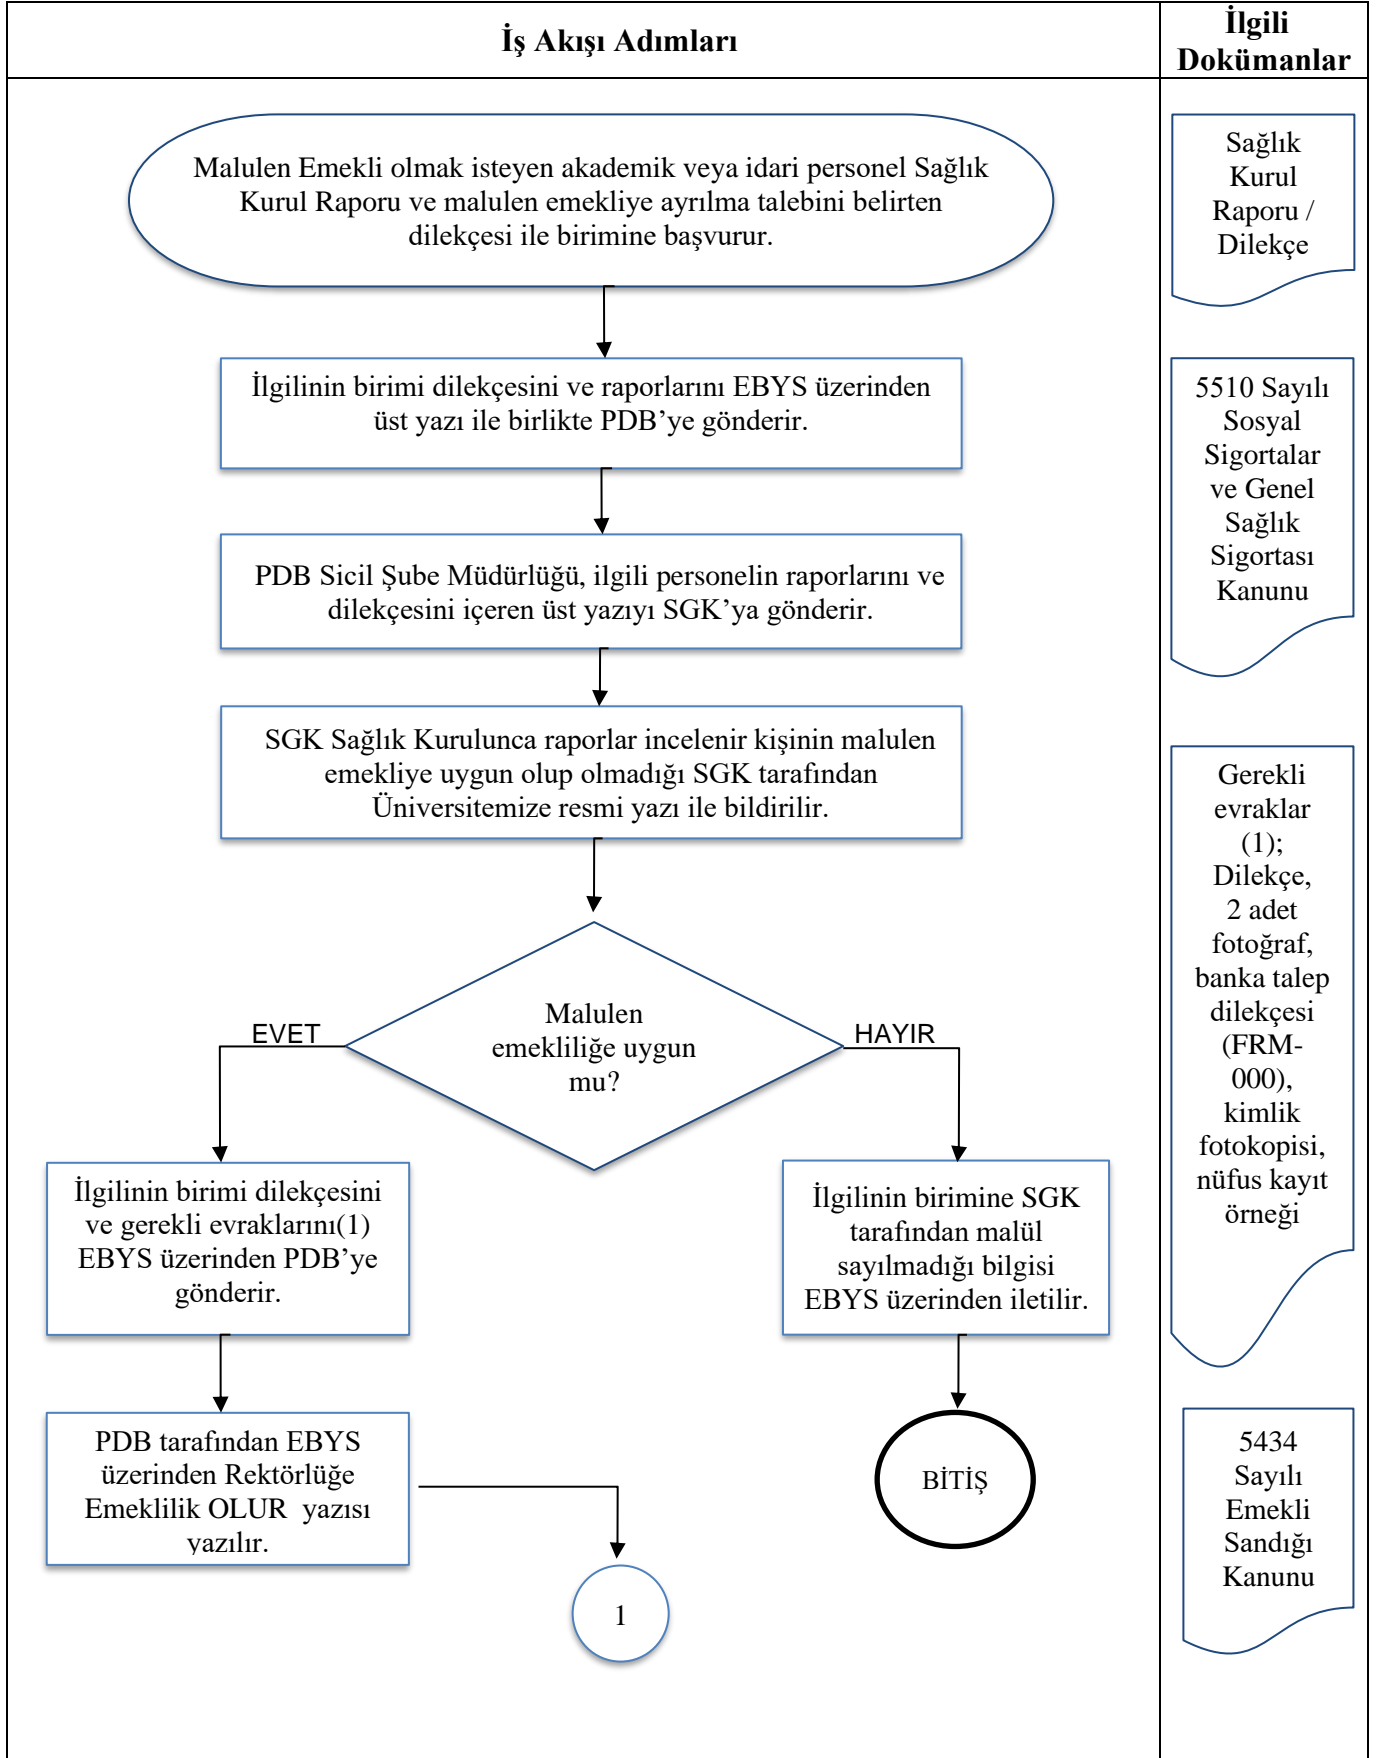 İş Akışı Adımları
İlgili
Dokümanlar
Malulen Emekli olmak isteyen akademik veya idari personel Sağlık
Kurul Raporu ve malulen emekliye ayrılma talebini belirten
dilekçesi ile birimine başvurur.
İlgilinin birimi dilekçesini ve raporlarını EBYS üzerinden
üst yazı ile birlikte PDB’ye gönderir.
PDB Sicil Şube Müdürlüğü, ilgili personelin raporlarını ve
dilekçesini içeren üst yazıyı SGK’ya gönderir.
SGK Sağlık Kurulunca raporlar incelenir kişinin malulen
emekliye uygun olup olmadığı SGK tarafından
Üniversitemize resmi yazı ile bildirilir.
Malulen
emekliliğe uygun
mu?
EVET
HAYIR
İlgilinin birimi dilekçesini
ve gerekli evraklarını(1)
EBYS üzerinden PDB’ye
gönderir.
İlgilinin birimine SGK
tarafından malül
sayılmadığı bilgisi
EBYS üzerinden iletilir.
PDB tarafından EBYS
üzerinden Rektörlüğe
Emeklilik OLUR  yazısı
yazılır.
BİTİŞ
1
Sağlık
Kurul
Raporu /
Dilekçe
5510 Sayılı
Sosyal
Sigortalar
ve Genel
Sağlık
Sigortası
Kanunu
Gerekli
evraklar
(1);
Dilekçe,
2 adet
fotoğraf,
banka talep
dilekçesi
(FRM-
000),
kimlik
fotokopisi,
nüfus kayıt
örneği
5434
Sayılı
Emekli
Sandığı
Kanunu